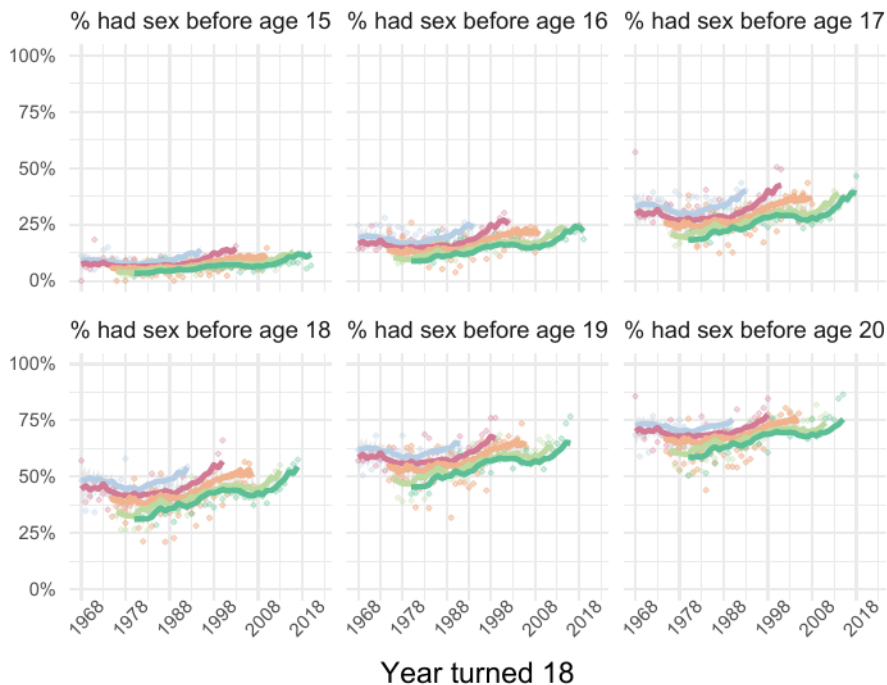 % had sex before age 15 % had sex before age 16 % had sex before age 17
100%
75%
50%
25%
0%
% had sex before age 18 % had sex before age 19 % had sex before age 20
100%
75%
50%
25%
0%
1968 1978 1988 1998 2008 2018 1968 1978 1988 1998 2008 2018 1968 1978 1988 1998 2008 2018
Year turned 18